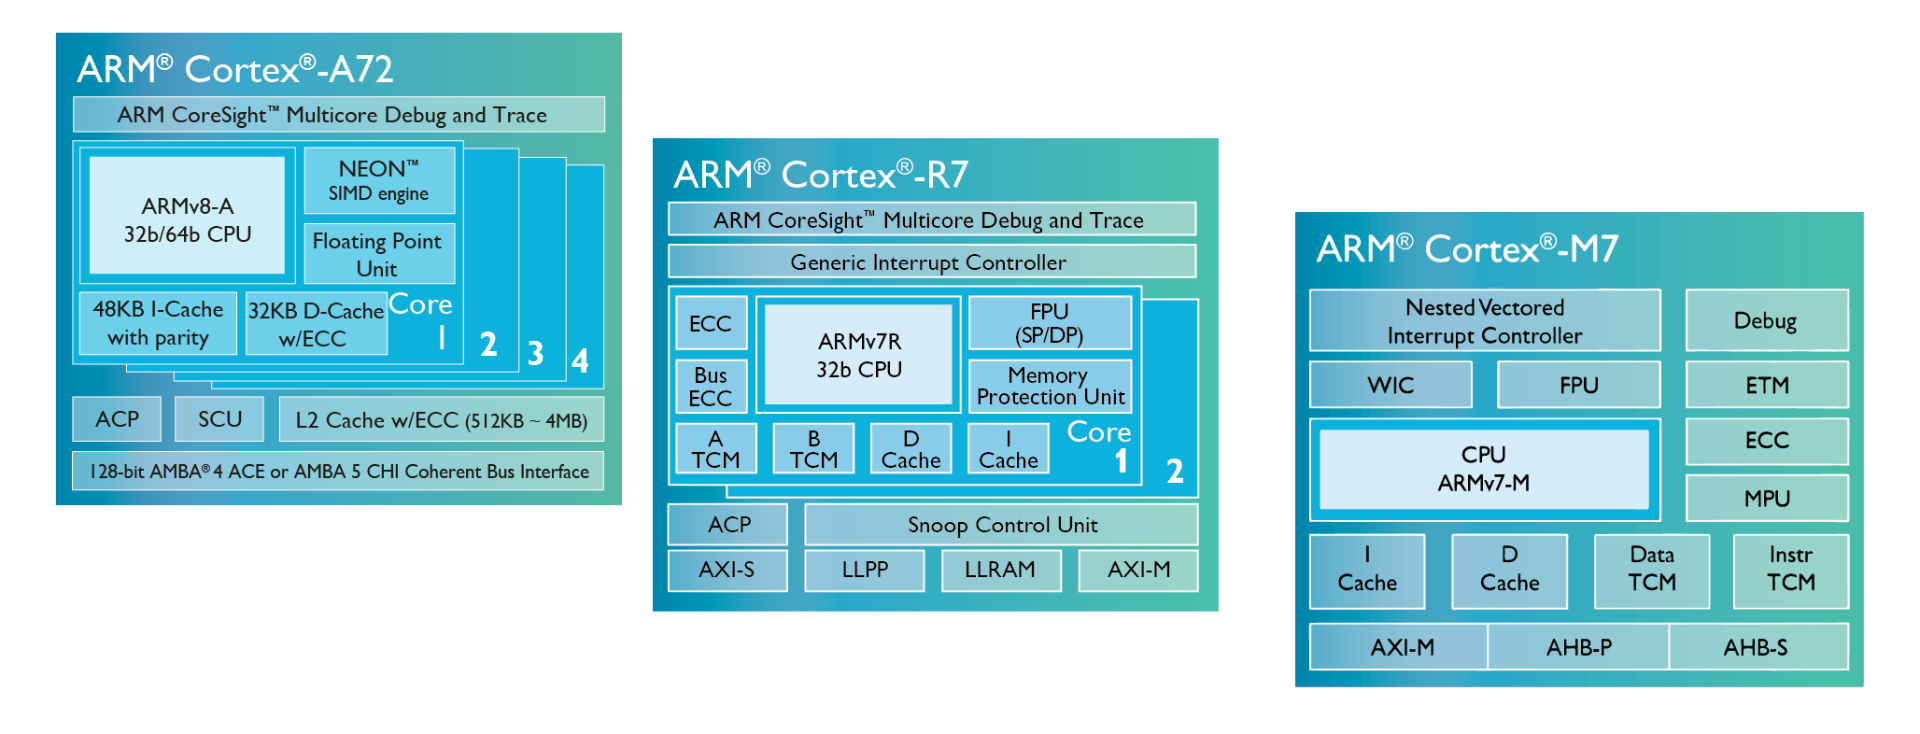 ARM® Cortex®-A72
ARM CoreSight™ Multicore Debug and Trace
ARMv8-A
32b/64b CPU
NEON™
SIMD engine
Floating Point
Unit
48KB I-Cache
with parity
32KB D-Cache
w/ECC
Core
1
2
3
4
ACP
SCU
L2 Cache w/ECC (512KB ~ 4MB)
128-bit AMBA® 4 ACE or AMBA 5 CHI Coherent Bus Interface
ARM® Cortex®-R7
ARM CoreSight™ Multicore Debug and Trace
Generic Interrupt Controller
ECC
ARMv7R
32b CPU
FPU
(SP/DP)
Bus
ECC
Memory
Protection Unit
A
TCM
B
TCM
D
Cache
I
Cache
Core
1
2
ACP
Snoop Control Unit
AXI-S
LLPP
LLRAM
AXI-M
ARM® Cortex®-M7
Nested Vectored
Interrupt Controller
Debug
WIC
FPU
ETM
CPU
ARMv7-M
ECC
MPU
I
Cache
D
Cache
Data
TCM
Instr
TCM
AXI-M
AHB-P
AHB-S